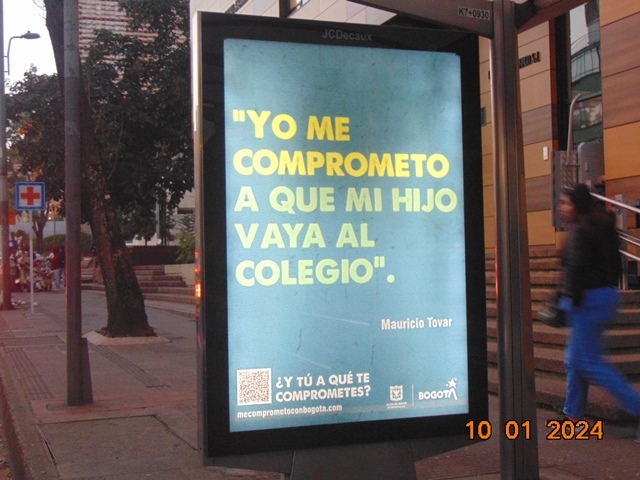 JCDecaux
KT+0930
"YO ME
COMPROMETO
A QUE MI HIJO
VAYA AL
COLEGIO".
Mauricio Tovar
¿Y TÚ A QUÉ TE
COMPROMETES?
mecomprometoconbogota.com
BOGOTÁ
10 01 2024